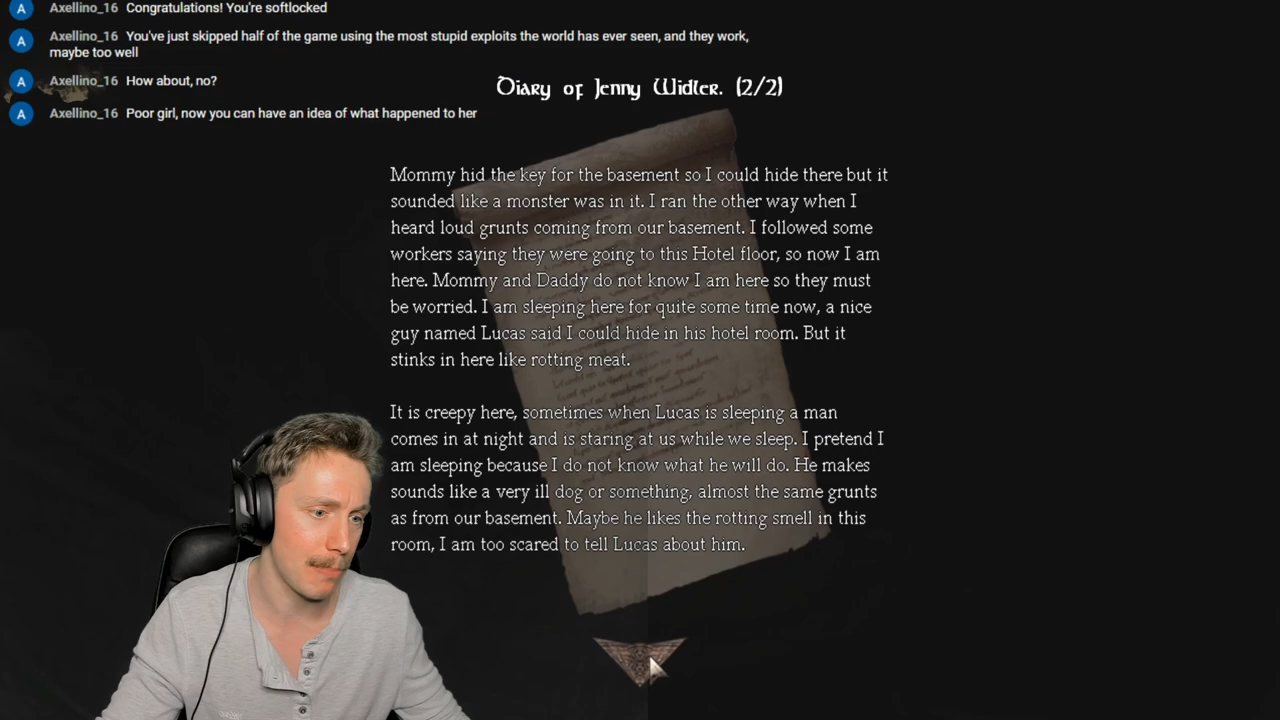 A Axellino_16 Congratulations! You're softlocked
A Axellino_16 You've just skipped half of the game using the most stupid exploits the world has ever seen, and they work,
maybe too well
A Axellino_16 How about, no?
A Axellino_16 Poor girl, now you can have an idea of what happened to her
Diary of Jenny Widler. (2/2)
Mommy hid the key for the basement so I could hide there but it
sounded like a monster was in it. I ran the other way when I
heard loud grunts coming from our basement. I followed some
workers saying they were going to this Hotel floor, so now I am
here. Mommy and Daddy do not know I am here so they must
be worried. I am sleeping here for quite some time now, a nice
guy named Lucas said I could hide in his hotel room. But it
stinks in here like rotting meat.
It is creepy here, sometimes when Lucas is sleeping a man
comes in at night and is staring at us while we sleep. I pretend I
am sleeping because I do not know what he will do. He makes
sounds like a very ill dog or something, almost the same grunts
as from our basement. Maybe he likes the rotting smell in this
room, I am too scared to tell Lucas about him.